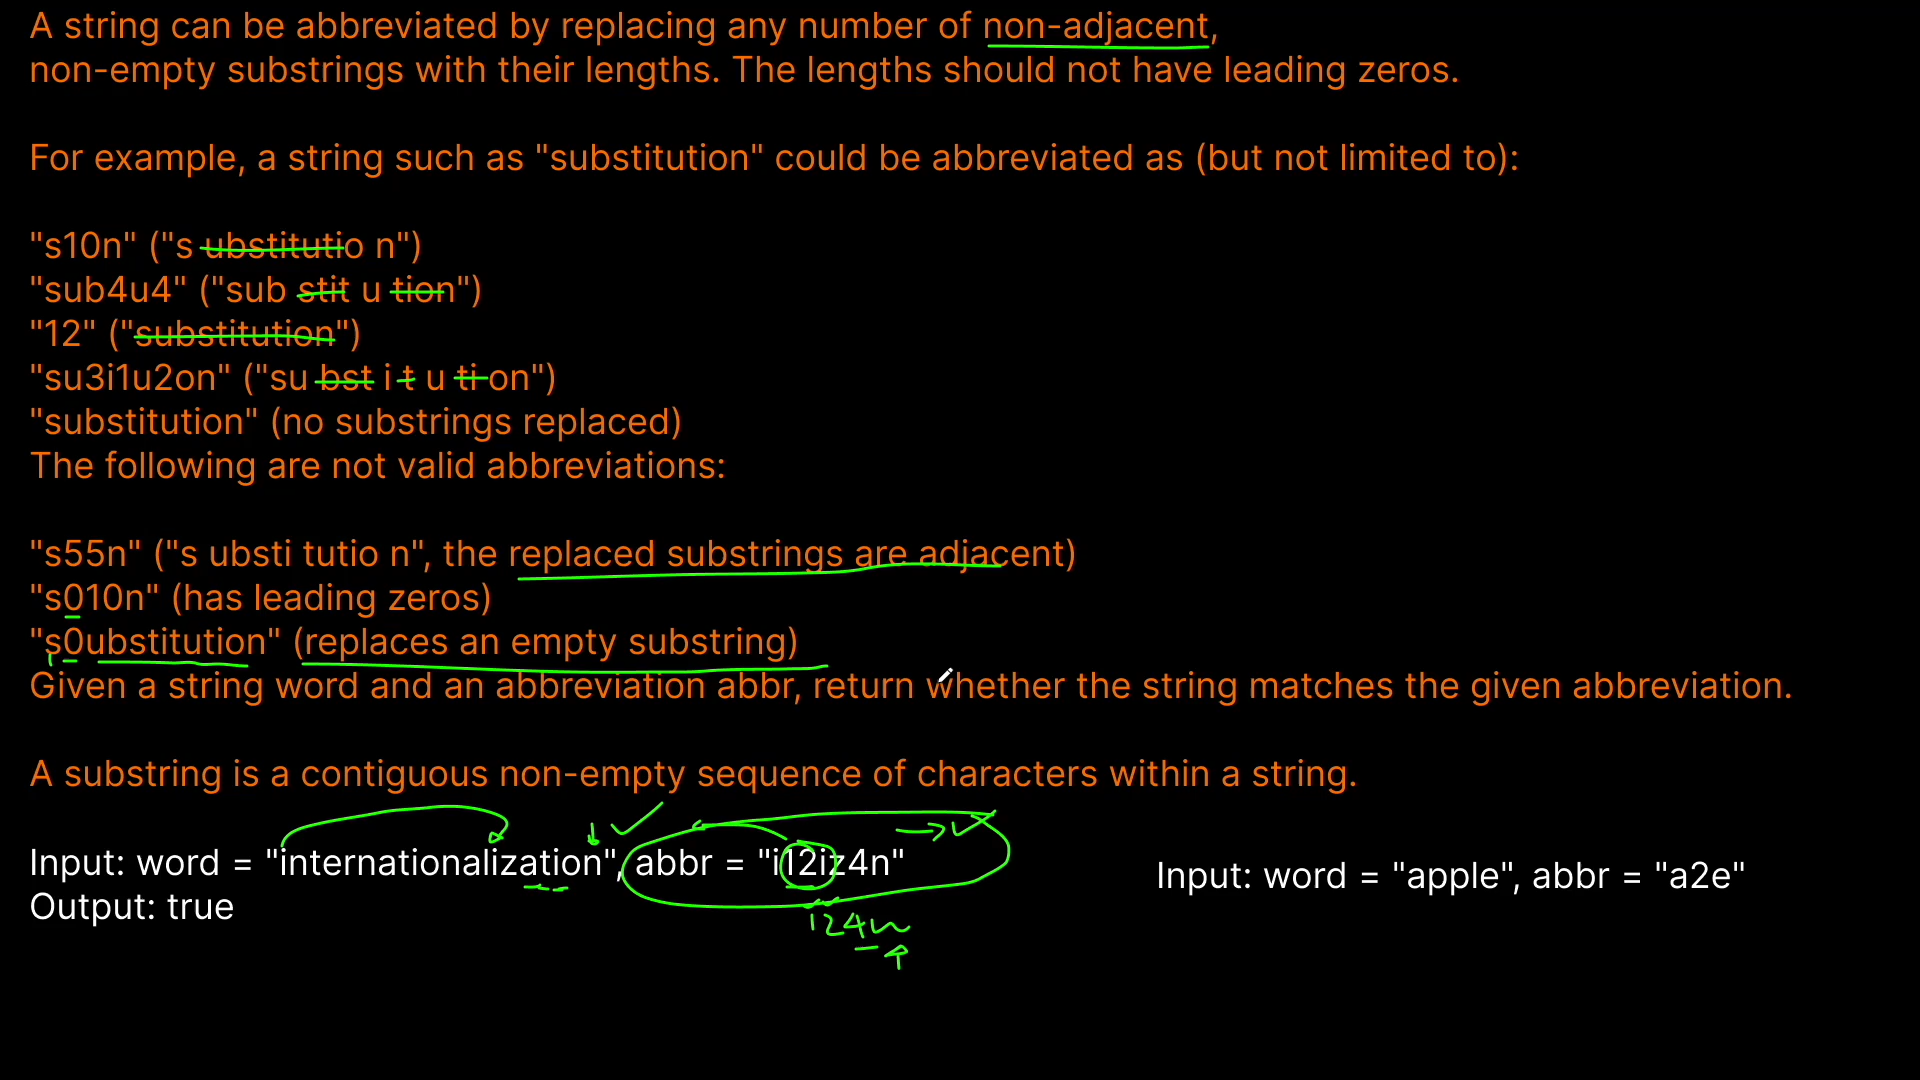 A string can be abbreviated by replacing any number of non-adjacent,
non-empty substrings with their lengths. The lengths should not have leading zeros.
For example, a string such as "substitution" could be abbreviated as (but not limited to):
"s10n" ("s ubstitutio n")
"sub4u4" ("sub stit u tion")
"12" ("substitution")
"su3i1u2on" ("su bst i t u ti on")
"substitution" (no substrings replaced)
The following are not valid abbreviations:
"s55n" ("s ubsti tutio n", the replaced substrings are adjacent)
"s010n" (has leading zeros)
"s0ubstitution" (replaces an empty substring)
Given a string word and an abbreviation abbr, return whether the string matches the given abbreviation.
A substring is a contiguous non-empty sequence of characters within a string.
Input: word = "internationalization", abbr = "i12iz4n"
Input: word = "apple", abbr = "a2e"
Output: true
124n